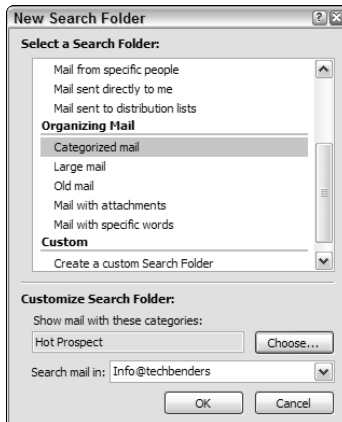 New Search Folder
Select a Search Folder:
Mail from specific people
Mail sent directly to me
Mail sent to distribution lists
Organizing Mail
Categorized mail
Large mail
Old mail
Mail with attachments
Mail with specific words
Custom
Create a custom Search Folder
Customize Search Folder:
Show mail with these categories:
Hot Prospect Choose...
Search mail in: Info@techbenders
OK Cancel